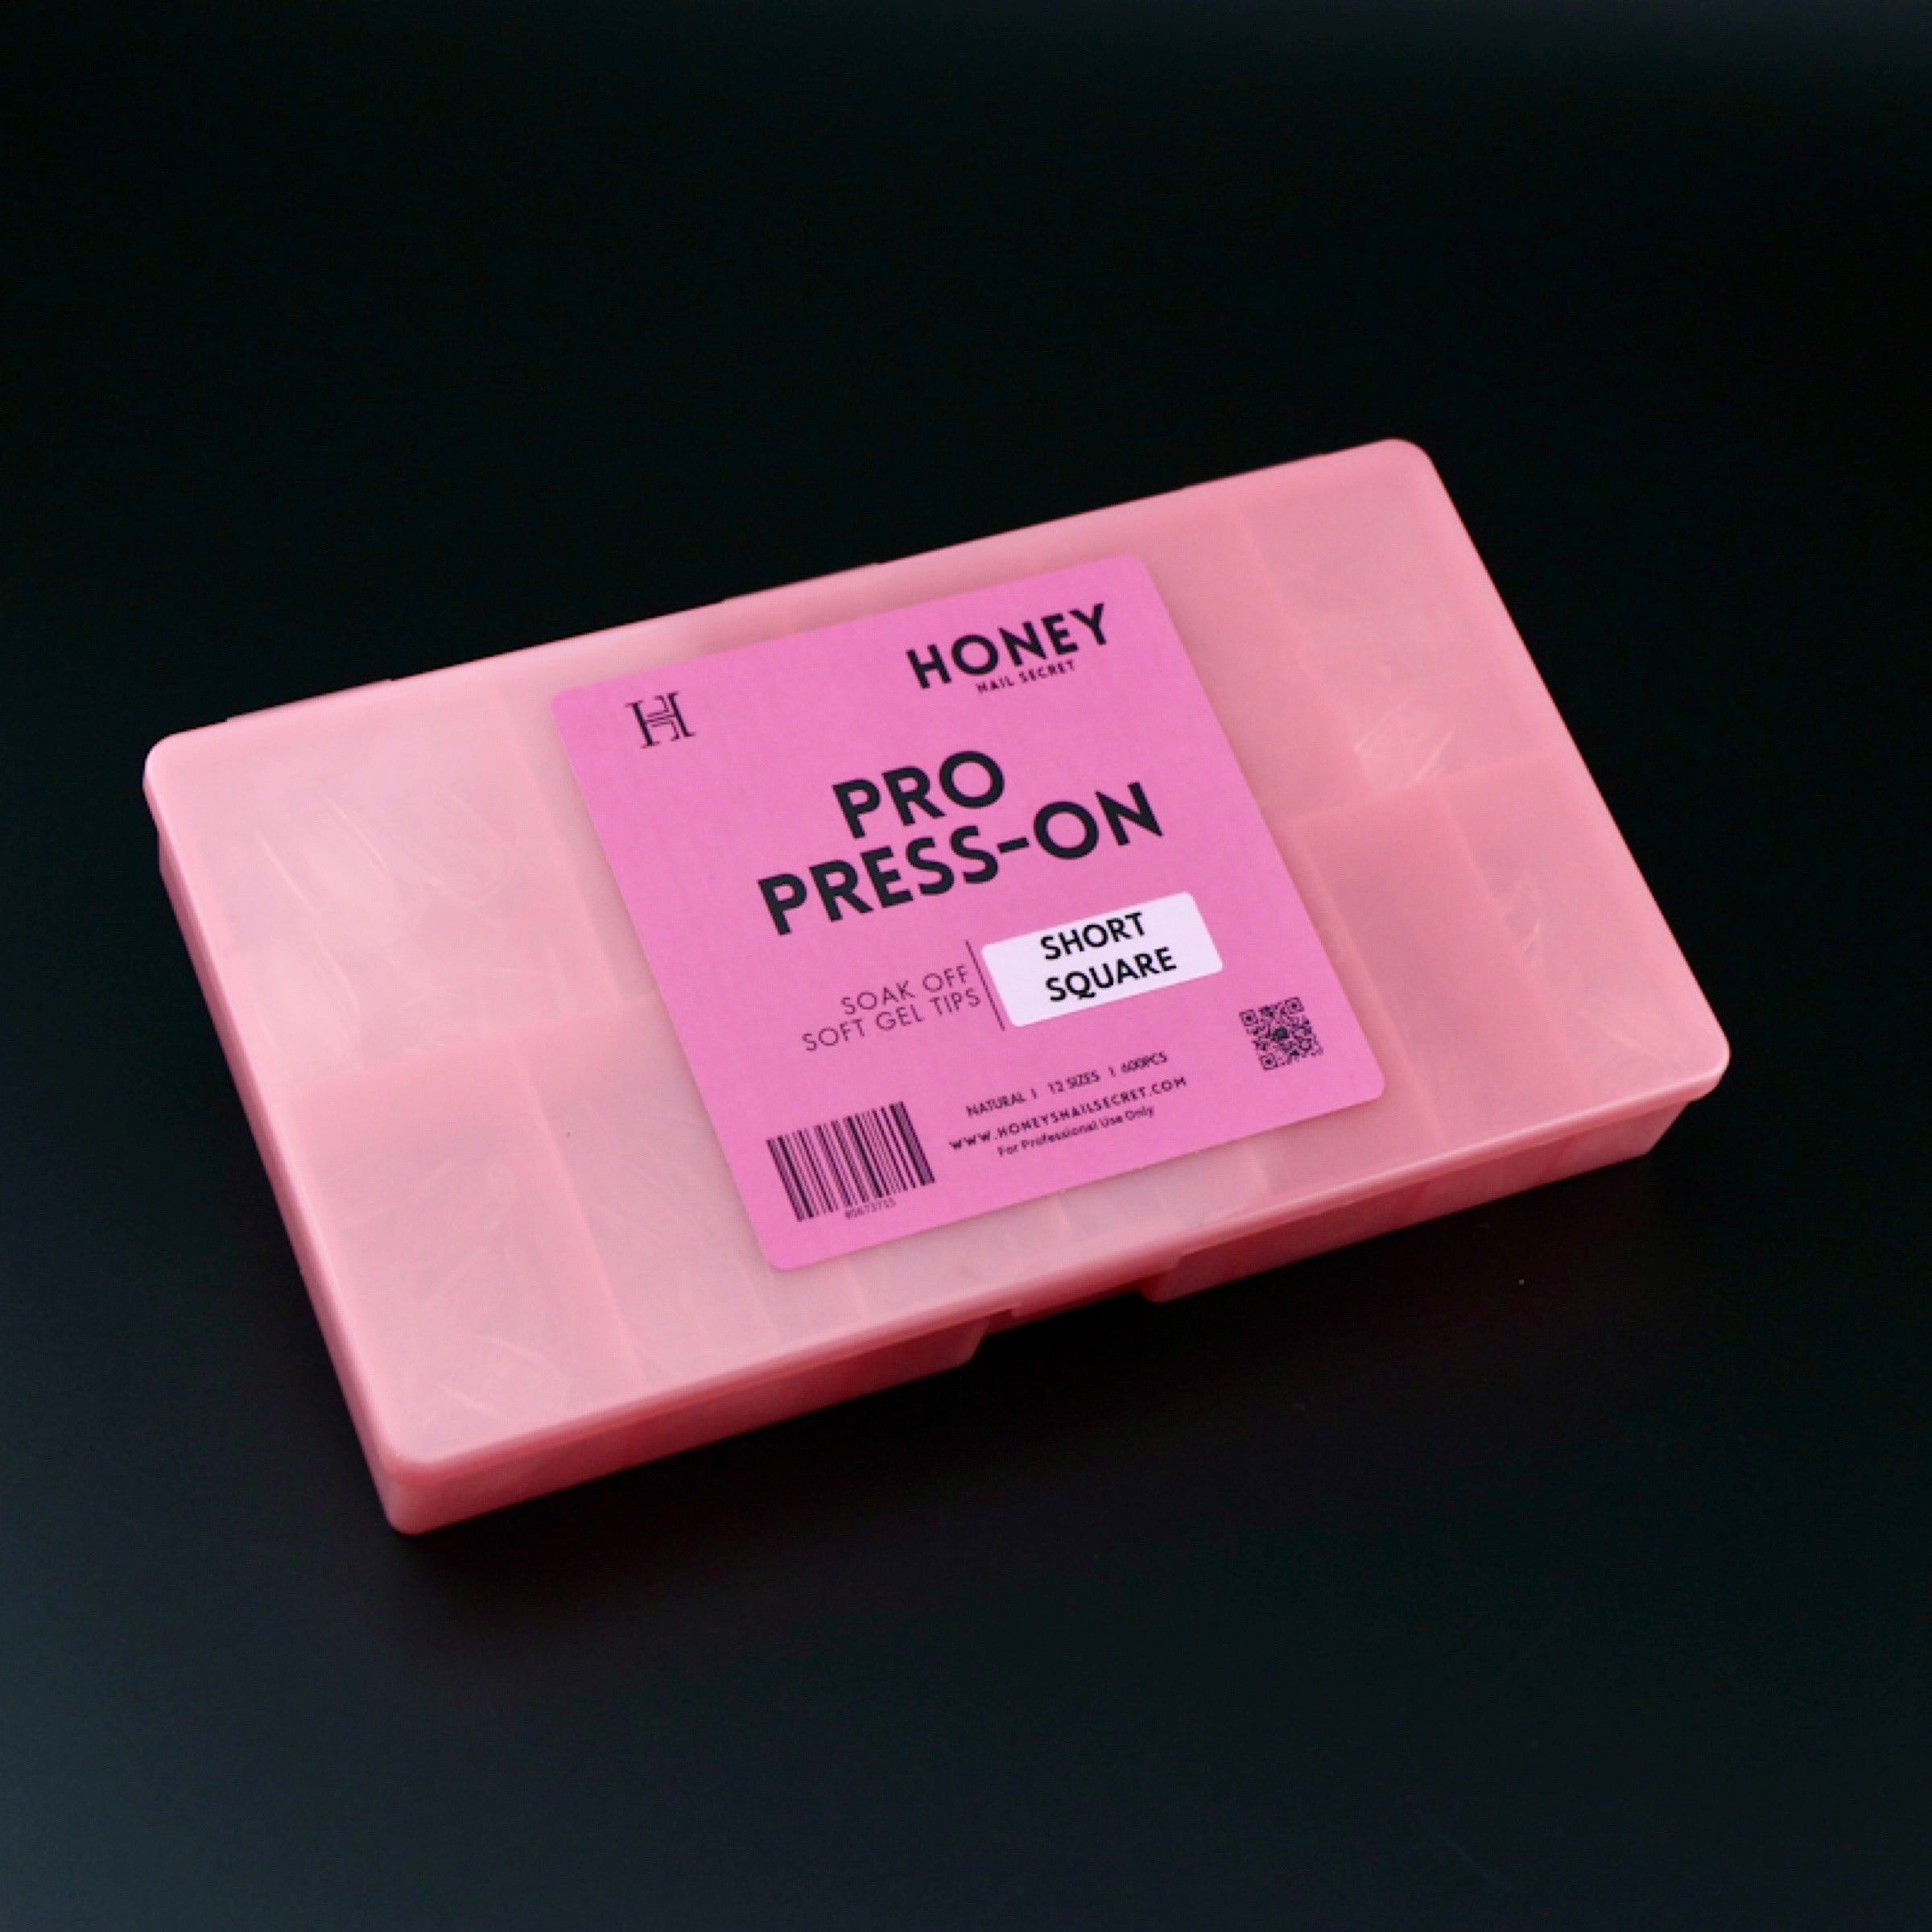 H
HONEY
NAIL SECRET
PRO
PRESS-ON
SOAK OFF
SOFT GEL TIPS
SHORT
SQUARE
NATURAL | 12 SIZES | 600PCS
WWW.HONEYSNAILSECRET.COM
For Professional Use Only